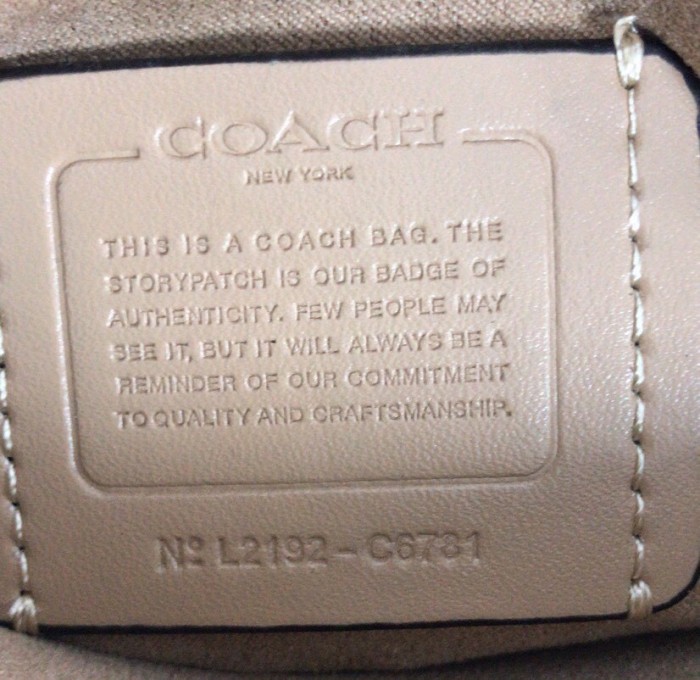 COACH
NEW YORK
THIS IS A COACH BAG. THE
STORYPATCH IS OUR BADGE OF
AUTHENTICITY. FEW PEOPLE MAY
SEE IT, BUT IT WILL ALWAYS BE A
REMINDER OF OUR COMMITMENT
TO QUALITY AND CRAFTSMANSHIP.
Nº L2192-C6781